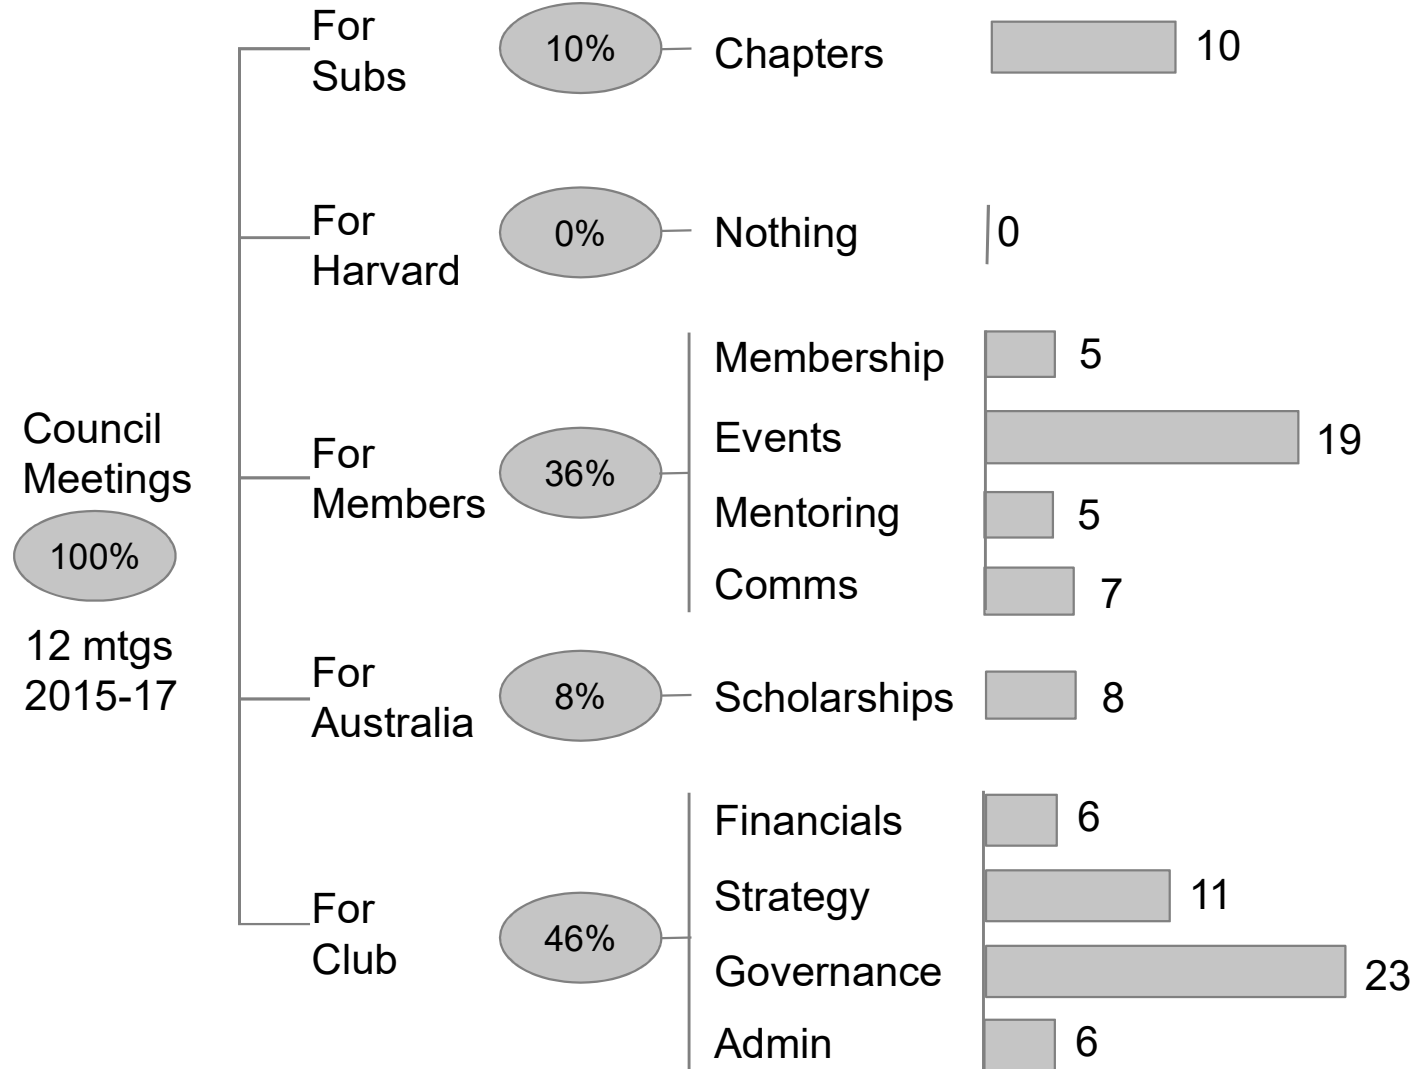 Council
Meetings
100%
12 mtgs
2015-17
For
Subs
10%
Chapters
10
For
Harvard
0%
Nothing
0
For
Members
36%
Membership
5
Events
19
Mentoring
5
Comms
7
For
Australia
8%
Scholarships
8
For
Club
46%
Financials
6
Strategy
11
Governance
23
Admin
6